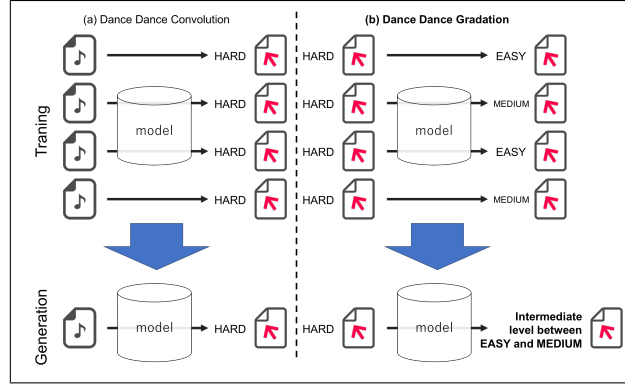 (a) Dance Dance Convolution
(b) Dance Dance Gradation
Traning
HARD
HARD
HARD
HARD
model
HARD
EASY
HARD
MEDIUM
HARD
EASY
HARD
MEDIUM
model
Generation
model
HARD
HARD
model
Intermediate
level between
EASY and MEDIUM